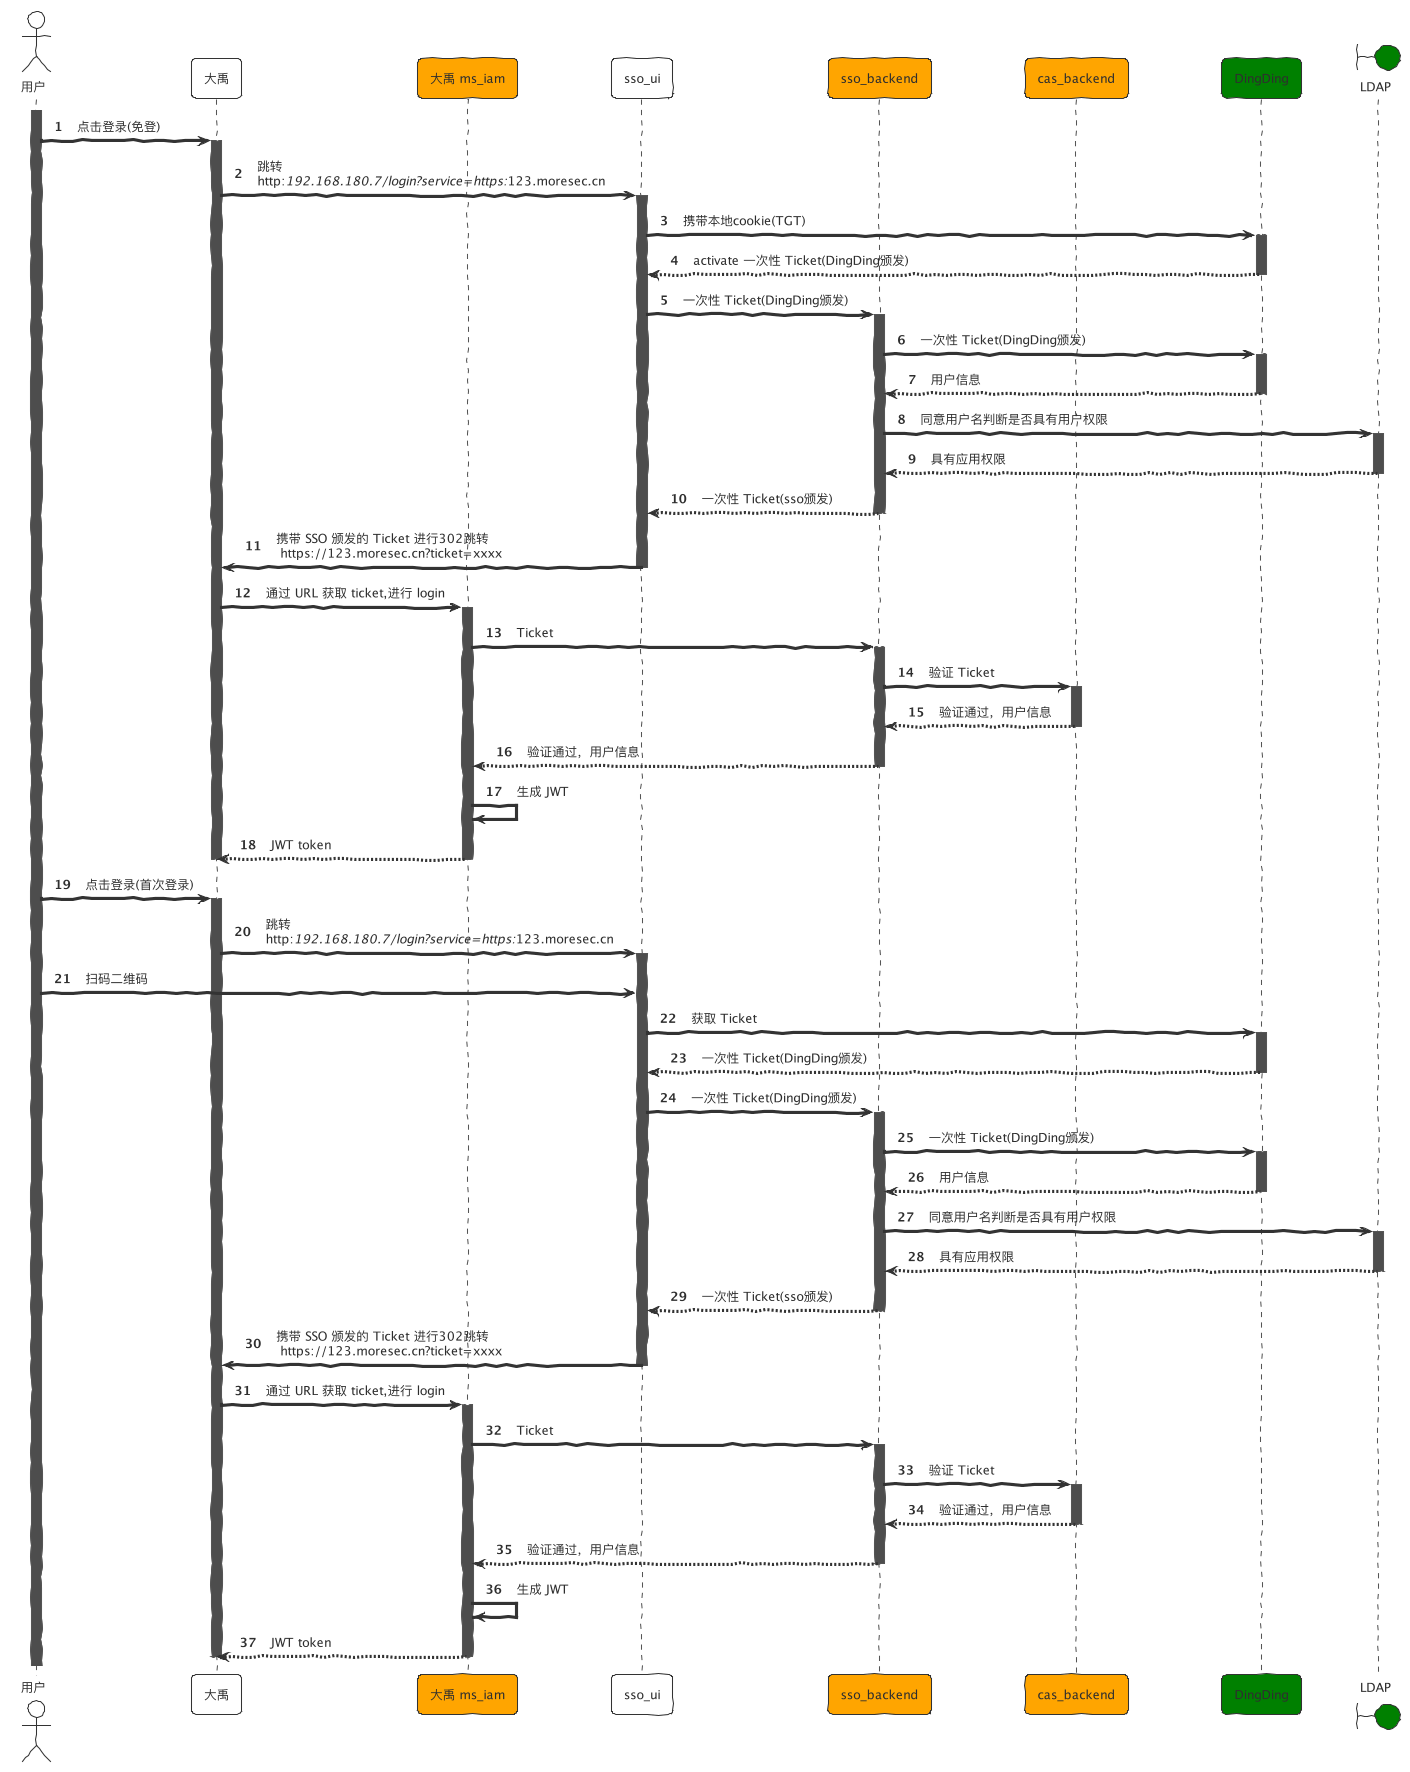 用户
大禹
大禹 ms_iam
sso_ui
sso_backend
cas_backend
DingDing
LDAP
1 点击登录(免登)
2 跳转
http:192.168.180.7/login?service=https:123.moresec.cn
3 携带本地cookie(TGT)
4 activate 一次性 Ticket(DingDing颁发)
5 一次性 Ticket(DingDing颁发)
6 一次性 Ticket(DingDing颁发)
7 用户信息
8 同意用户名判断是否具有用户权限
9 具有应用权限
10 一次性 Ticket(sso颁发)
11 携带 SSO 颁发的 Ticket 进行302跳转
https://123.moresec.cn?ticket=xxxx
12 通过 URL 获取 ticket,进行 login
13 Ticket
14 验证 Ticket
15 验证通过，用户信息
16 验证通过，用户信息
17 生成 JWT
18 JWT token
19 点击登录(首次登录)
20 跳转
http:192.168.180.7/login?service=https:123.moresec.cn
21 扫码二维码
22 获取 Ticket
23 一次性 Ticket(DingDing颁发)
24 一次性 Ticket(DingDing颁发)
25 一次性 Ticket(DingDing颁发)
26 用户信息
27 同意用户名判断是否具有用户权限
28 具有应用权限
29 一次性 Ticket(sso颁发)
30 携带 SSO 颁发的 Ticket 进行302跳转
https://123.moresec.cn?ticket=xxxx
31 通过 URL 获取 ticket,进行 login
32 Ticket
33 验证 Ticket
34 验证通过，用户信息
35 验证通过，用户信息
36 生成 JWT
37 JWT token
用户
大禹
大禹 ms_iam
sso_ui
sso_backend
cas_backend
DingDing
LDAP